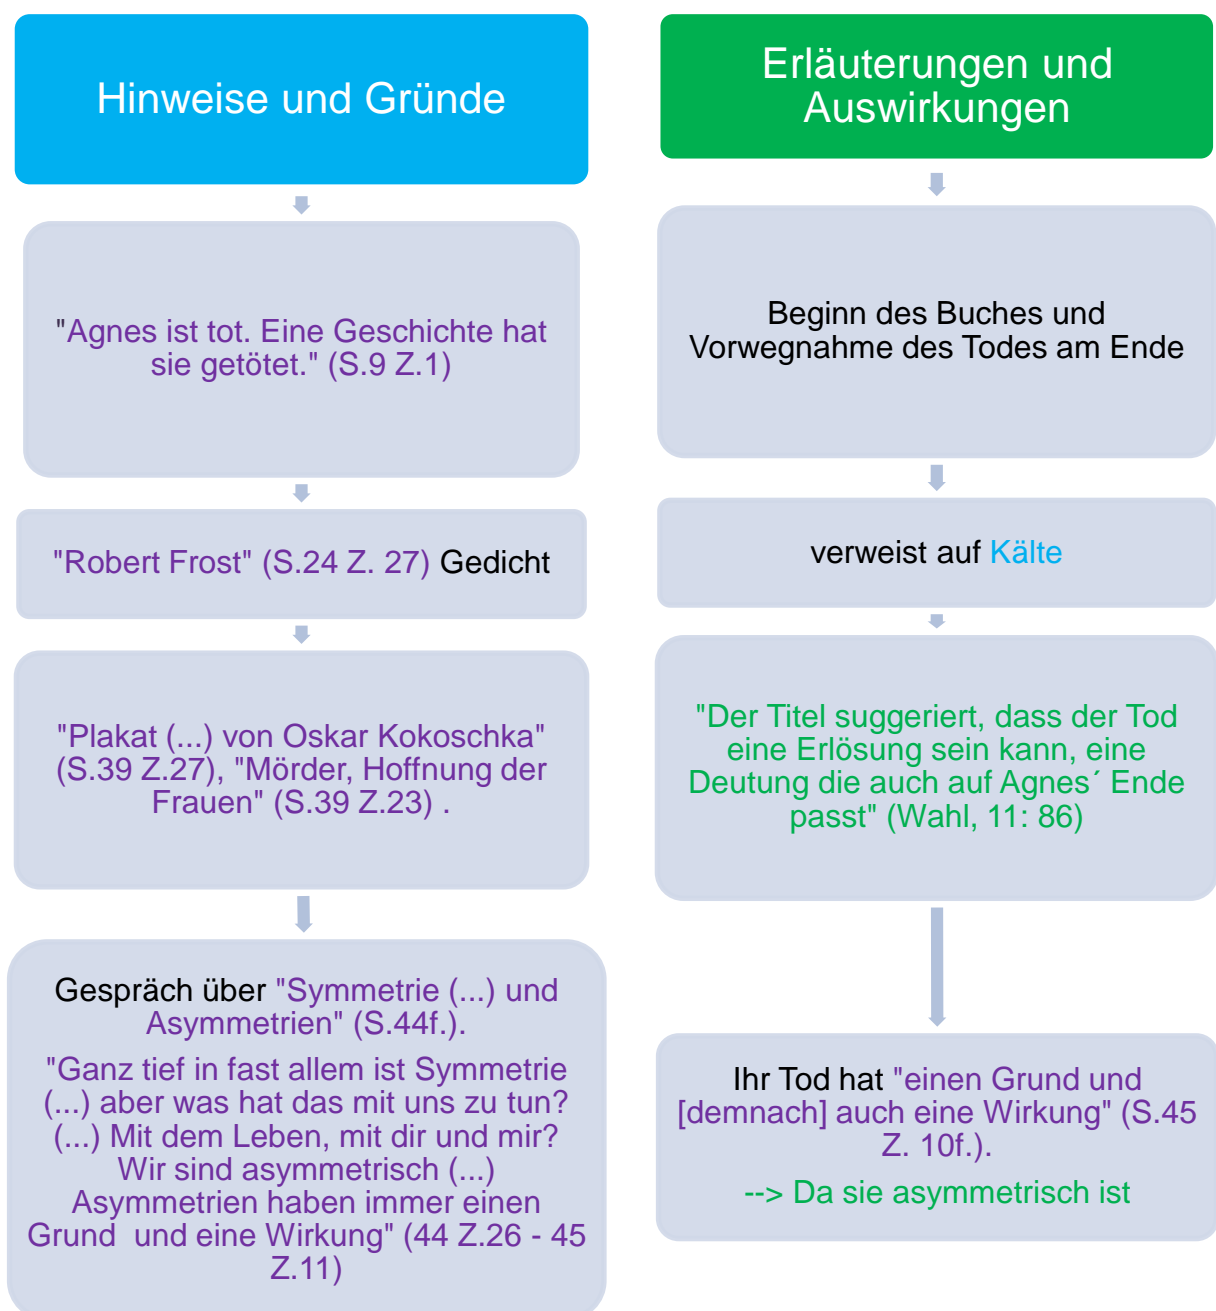 Hinweise und Gründe
"Agnes ist tot. Eine Geschichte hat
sie getötet." (S.9 Z.1)
"Robert Frost" (S.24 Z. 27) Gedicht
"Plakat (...) von Oskar Kokoschka"
(S.39 Z.27), "Mörder, Hoffnung der
Frauen" (S.39 Z.23) .
Gespräch über "Symmetrie (...) und
Asymmetrien" (S.44f.).
"Ganz tief in fast allem ist Symmetrie
(...) aber was hat das mit uns zu tun?
(...) Mit dem Leben, mit dir und mir?
Wir sind asymmetrisch (...)
Asymmetrien haben immer einen
Grund  und eine Wirkung" (44 Z.26 - 45
Z.11)
Erläuterungen und
Auswirkungen
Beginn des Buches und
Vorwegnahme des Todes am Ende
verweist auf Kälte
"Der Titel suggeriert, dass der Tod
eine Erlösung sein kann, eine
Deutung die auch auf Agnes´ Ende
passt" (Wahl, 11: 86)
Ihr Tod hat "einen Grund und
[demnach] auch eine Wirkung" (S.45
Z. 10f.).
--> Da sie asymmetrisch ist